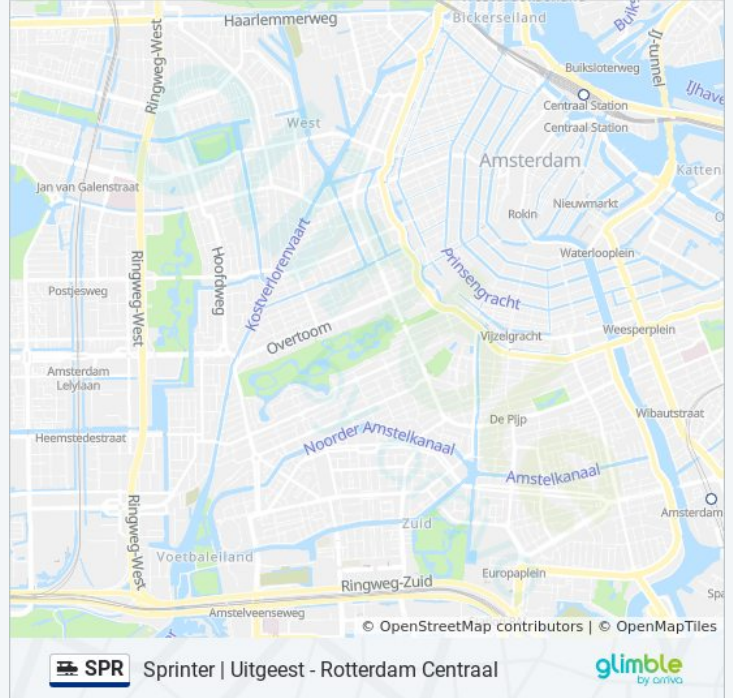 Haarlemmerweg
Bickerseiland
Buiks
IJ-tunnel
Ringweg-West
Buiksloterweg
IJhave
Centraal Station
Centraal Station
West
Amsterdam
Katten
Jan van Galenstraat
Nieuwmarkt
Rokin
O
Kostverlorenvaart
Hoofdweg
Ringweg-West
Prinsengracht
Waterlooplein
Postjesweg
Overtoom
Vijzelgracht
Weesperplein
Amsterdam
Lelylaan
De Pijp
Wibautstraat
Heemstedestraat
Noorder Amstelkanaal
Amstelkanaal
Ringweg-West
Amsterdam
Zuid
Voetbaleiland
Europaplein
Ringweg-Zuid
Spa
Amstelveenseweg
er
© OpenStreetMap contributors | © OpenMapTiles
SPR Sprinter | Uitgeest - Rotterdam Centraal
glimble
by arriva